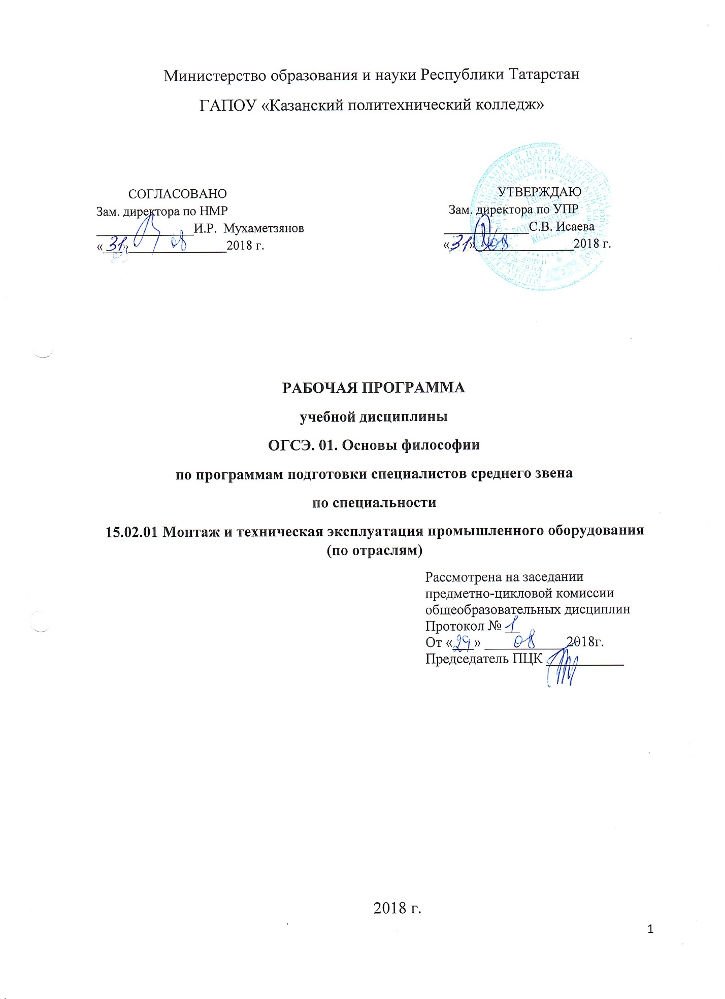 Министерство образования и науки Республики Татарстан
ГАПОУ «Казанский политехнический колледж»
СОГЛАСОВАНО
Зам. директора по НМР
_______________И.Р.  Мухаметзянов
«31» 08 2018 г.
УТВЕРЖДАЮ
Зам. директора по УПР
_____________С.В. Исаева
«31» 08 2018 г.
РАБОЧАЯ ПРОГРАММА
учебной дисциплины
ОГСЭ. 01. Основы философии
по программам подготовки специалистов среднего звена
по специальности
15.02.01 Монтаж и техническая эксплуатация промышленного оборудования
(по отраслям)
Рассмотрена на заседании
предметно-цикловой комиссии
общеобразовательных дисциплин
Протокол № 1
От «29» 08 2018г.
Председатель ПЦК ____________
2018 г.
1